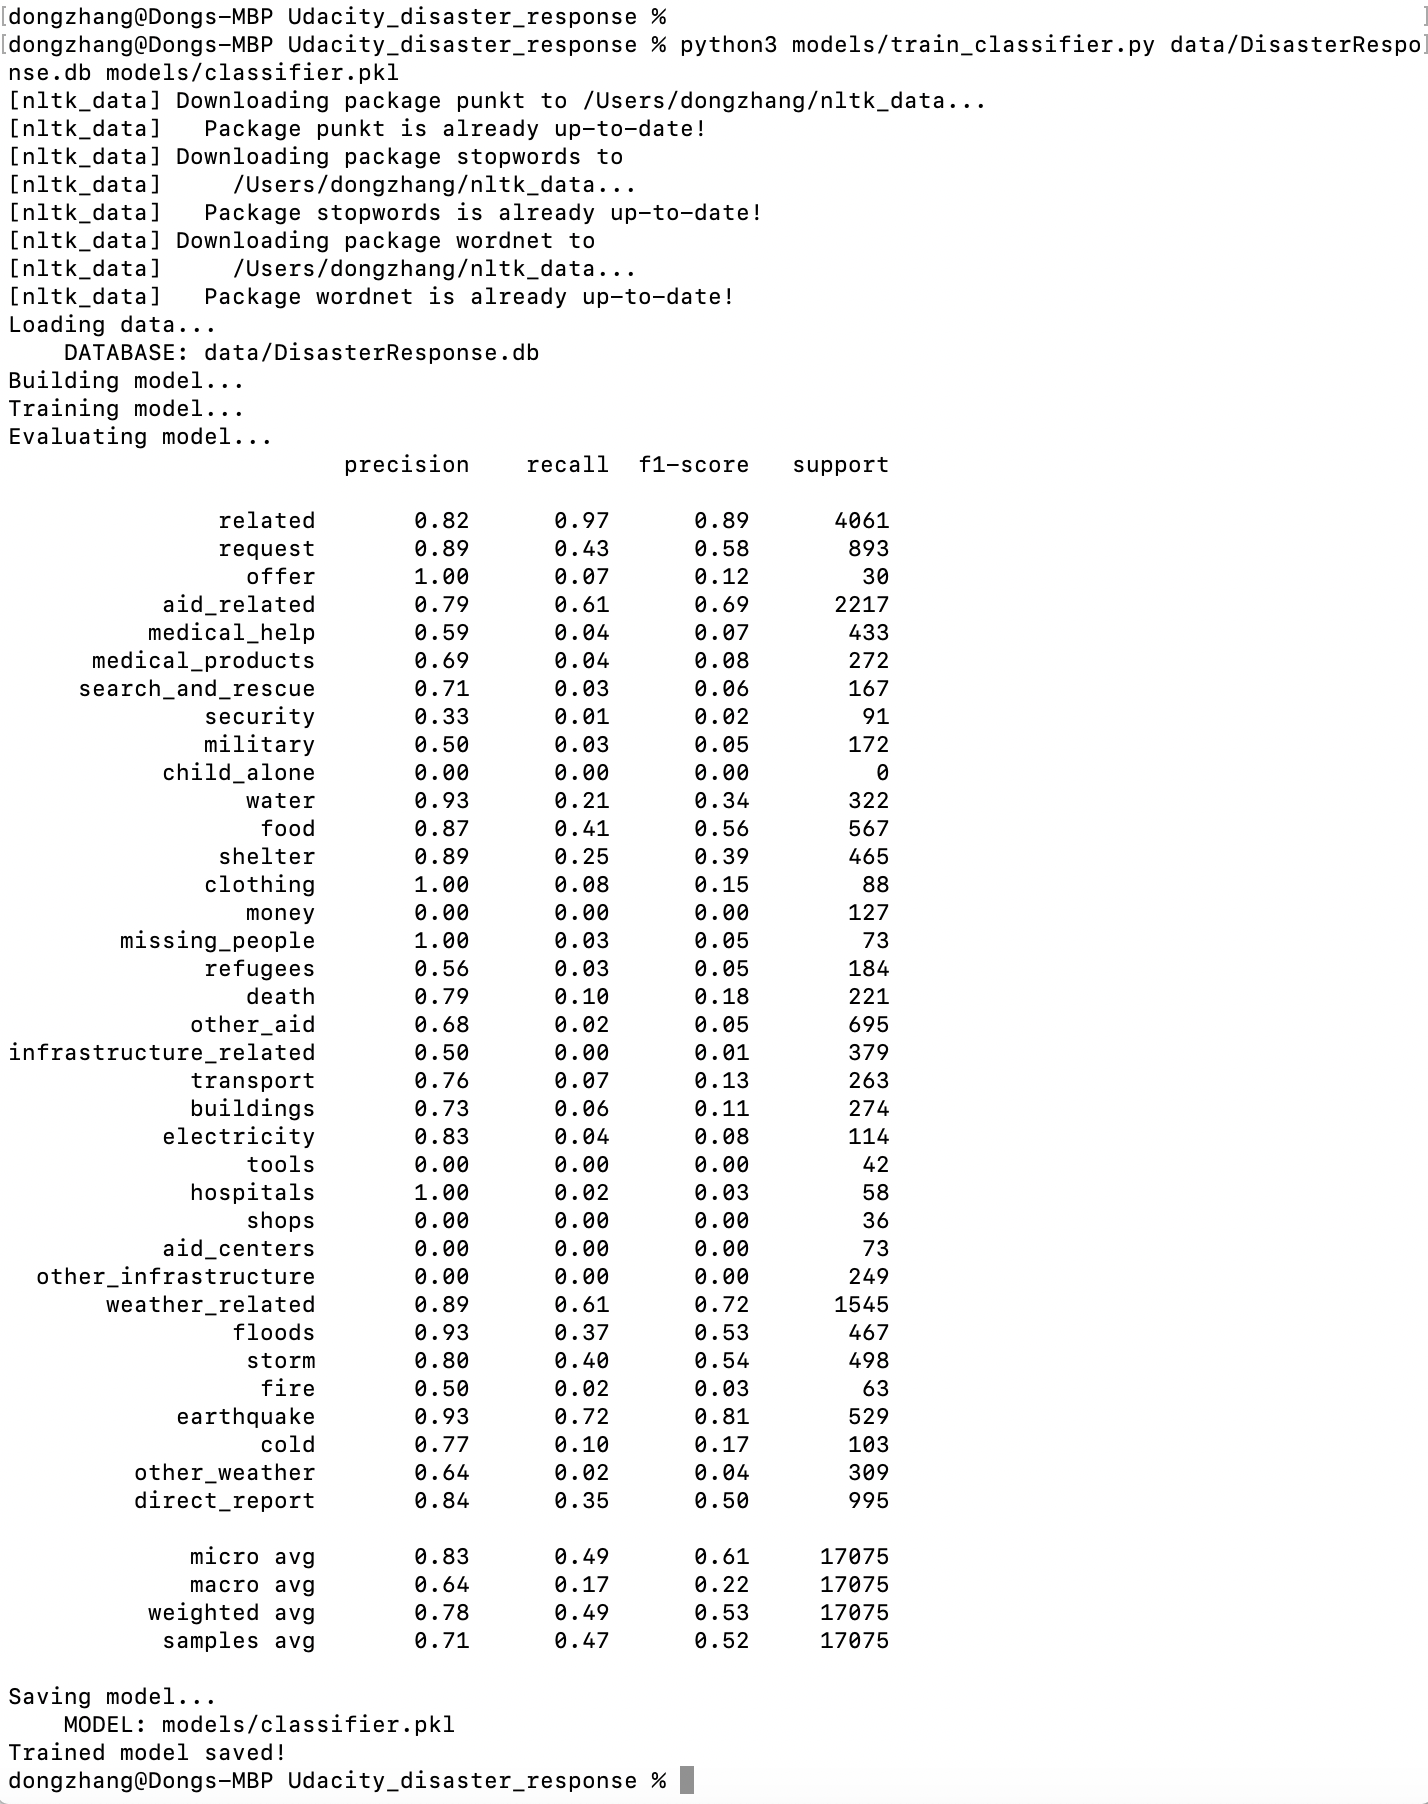 [dongzhang@Dongs-MBP Udacity_disaster_response % ]
[dongzhang@Dongs-MBP Udacity_disaster_response % python3 models/train_classifier.py data/DisasterRespo]
nse.db models/classifier.pkl
[nltk_data] Downloading package punkt to /Users/dongzhang/nltk_data...
[nltk_data]   Package punkt is already up-to-date!
[nltk_data] Downloading package stopwords to
[nltk_data]     /Users/dongzhang/nltk_data...
[nltk_data]   Package stopwords is already up-to-date!
[nltk_data] Downloading package wordnet to
[nltk_data]     /Users/dongzhang/nltk_data...
[nltk_data]   Package wordnet is already up-to-date!
Loading data...
    DATABASE: data/DisasterResponse.db
Building model...
Training model...
Evaluating model...
                        precision    recall  f1-score   support

               related       0.82      0.97      0.89      4061
               request       0.89      0.43      0.58       893
                 offer       1.00      0.07      0.12        30
           aid_related       0.79      0.61      0.69      2217
          medical_help       0.59      0.04      0.07       433
      medical_products       0.69      0.04      0.08       272
     search_and_rescue       0.71      0.03      0.06       167
              security       0.33      0.01      0.02        91
              military       0.50      0.03      0.05       172
           child_alone       0.00      0.00      0.00         0
                 water       0.93      0.21      0.34       322
                  food       0.87      0.41      0.56       567
               shelter       0.89      0.25      0.39       465
              clothing       1.00      0.08      0.15        88
                 money       0.00      0.00      0.00       127
        missing_people       1.00      0.03      0.05        73
              refugees       0.56      0.03      0.05       184
                 death       0.79      0.10      0.18       221
             other_aid       0.68      0.02      0.05       695
infrastructure_related       0.50      0.00      0.01       379
             transport       0.76      0.07      0.13       263
             buildings       0.73      0.06      0.11       274
           electricity       0.83      0.04      0.08       114
                 tools       0.00      0.00      0.00        42
             hospitals       1.00      0.02      0.03        58
                 shops       0.00      0.00      0.00        36
           aid_centers       0.00      0.00      0.00        73
  other_infrastructure       0.00      0.00      0.00       249
       weather_related       0.89      0.61      0.72      1545
                floods       0.93      0.37      0.53       467
                 storm       0.80      0.40      0.54       498
                  fire       0.50      0.02      0.03        63
            earthquake       0.93      0.72      0.81       529
                  cold       0.77      0.10      0.17       103
         other_weather       0.64      0.02      0.04       309
         direct_report       0.84      0.35      0.50       995

             micro avg       0.83      0.49      0.61     17075
             macro avg       0.64      0.17      0.22     17075
          weighted avg       0.78      0.49      0.53     17075
           samples avg       0.71      0.47      0.52     17075

Saving model...
    MODEL: models/classifier.pkl
Trained model saved!
dongzhang@Dongs-MBP Udacity_disaster_response %